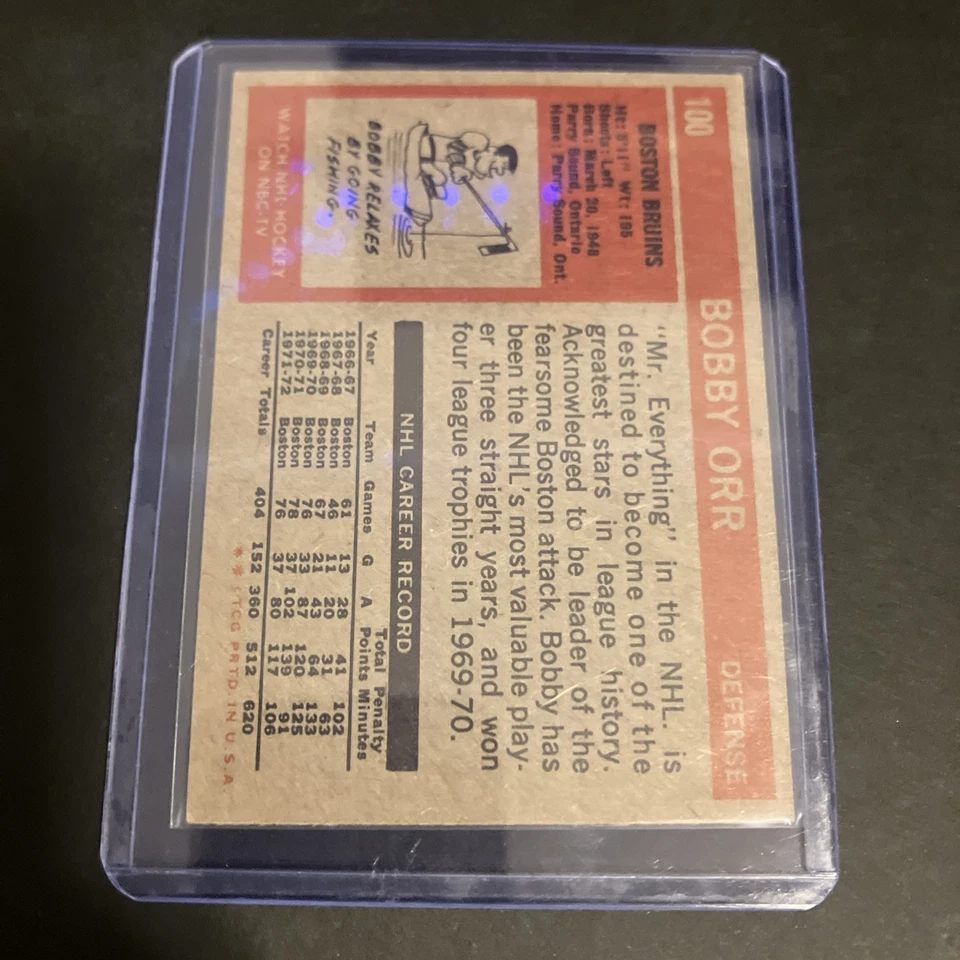 100
BOBBY ORR
DEFENSE
BOSTON BRUINS
Ht: 5'11" Wt: 185
Shoots: Left
Born: March 20, 1948
Parry Sound, Ontario
Home: Parry Sound, Ont.
BOBBY RELAXES
BY GOING
FISHING.
WATCH NHL HOCKEY
ON NBC-TV
"Mr. Everything" in the NHL. is
destined to become one of the
greatest stars in league history.
Acknowledged to be leader of the
fearsome Boston attack. Bobby has
been the NHL's most valuable play-
er three straight years, and won
four league trophies in 1969-70.
NHL CAREER RECORD
Total Penalty
Year Team Games G A Points Minutes
1966-67 Boston 61 13 28 41 102
1967-68 Boston 46 11 20 31 63
1968-69 Boston 67 21 43 64 133
1969-70 Boston 76 33 87 120 125
1970-71 Boston 78 37 102 139 91
1971-72 Boston 76 37 80 117 106
Career Totals 404 152 360 512 620
* * ©TCG PRTD IN U.S.A.